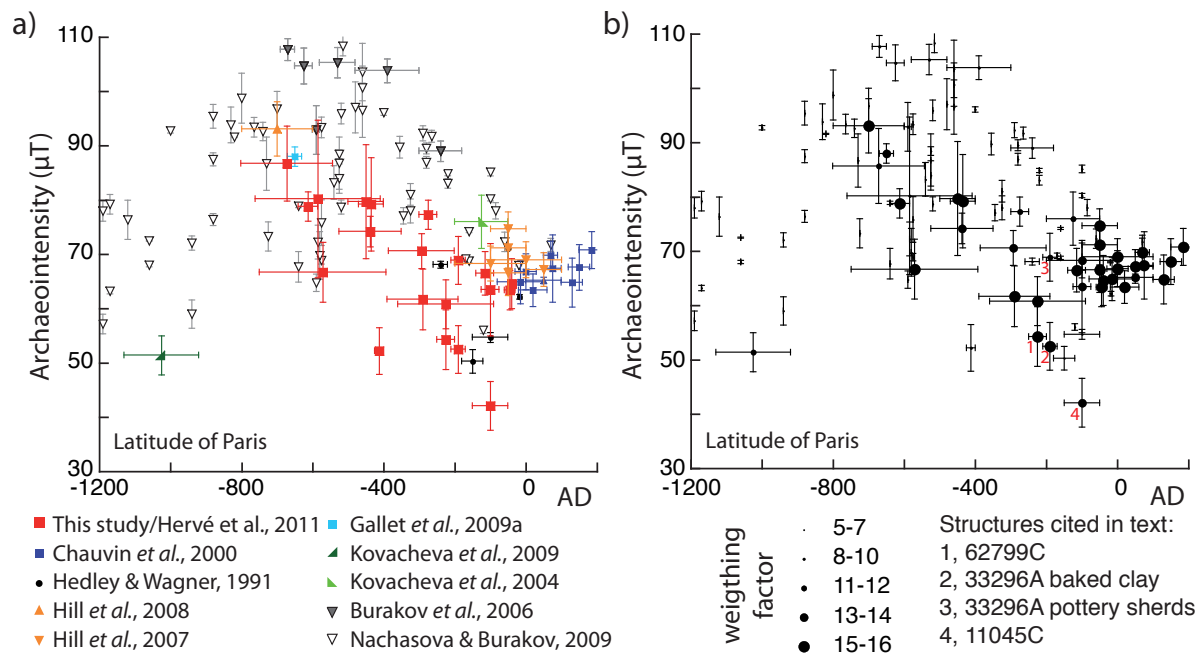 a)
110
90
70
50
30
Archaeointensity (μT)
Latitude of Paris
-1200
-800
-400
0
AD
This study/Hervé et al., 2011
Chauvin et al., 2000
Hedley & Wagner, 1991
Hill et al., 2008
Hill et al., 2007
Gallet et al., 2009a
Kovacheva et al., 2009
Kovacheva et al., 2004
Burakov et al., 2006
Nachasova & Burakov, 2009
b)
110
90
70
50
30
Archaeointensity (μT)
3
1
2
4
Latitude of Paris
-1200
-800
-400
0
AD
weigthing
factor
5-7
8-10
11-12
13-14
15-16
Structures cited in text:
1, 62799C
2, 33296A baked clay
3, 33296A pottery sherds
4, 11045C